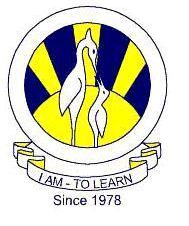 I AM - TO LEARN
Since 1978